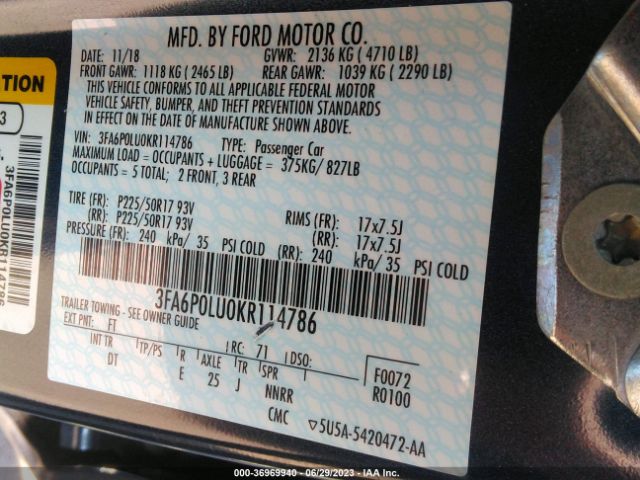 MFD. BY FORD MOTOR CO.
DATE: 11/18 GVWR: 2136 KG (4710 LB)
FRONT GAWR: 1118 KG (2465 LB) REAR GAWR: 1039 KG (2290 LB)
THIS VEHICLE CONFORMS TO ALL APPLICABLE FEDERAL MOTOR
VEHICLE SAFETY, BUMPER, AND THEFT PREVENTION STANDARDS
IN EFFECT ON THE DATE OF MANUFACTURE SHOWN ABOVE.
VIN: 3FA6P0LU0KR114786 TYPE: Passenger Car
MAXIMUM LOAD = OCCUPANTS + LUGGAGE = 375KG/ 827LB
OCCUPANTS = 5 TOTAL; 2 FRONT, 3 REAR
TIRE (FR): P225/50R17 93V RIMS (FR): 17x7.5J
(RR): P225/50R17 93V (RR): 17x7.5J
PRESSURE (FR): 240 kPa/ 35 PSI COLD (RR): 240 kPa/ 35 PSI COLD
3FA6P0LU0KR114786
TRAILER TOWING - SEE OWNER GUIDE
EXT PNT: FT RC: 71 DSO:
INT TR TP/PS R AXLE TR SPR
DT E 25 J NNRR
CMC
F0072
R0100
5U5A-5420472-AA
TION
3
3FA6P0LU0KR114786
000-36969940 - 06/29/2023 - IAA Inc.